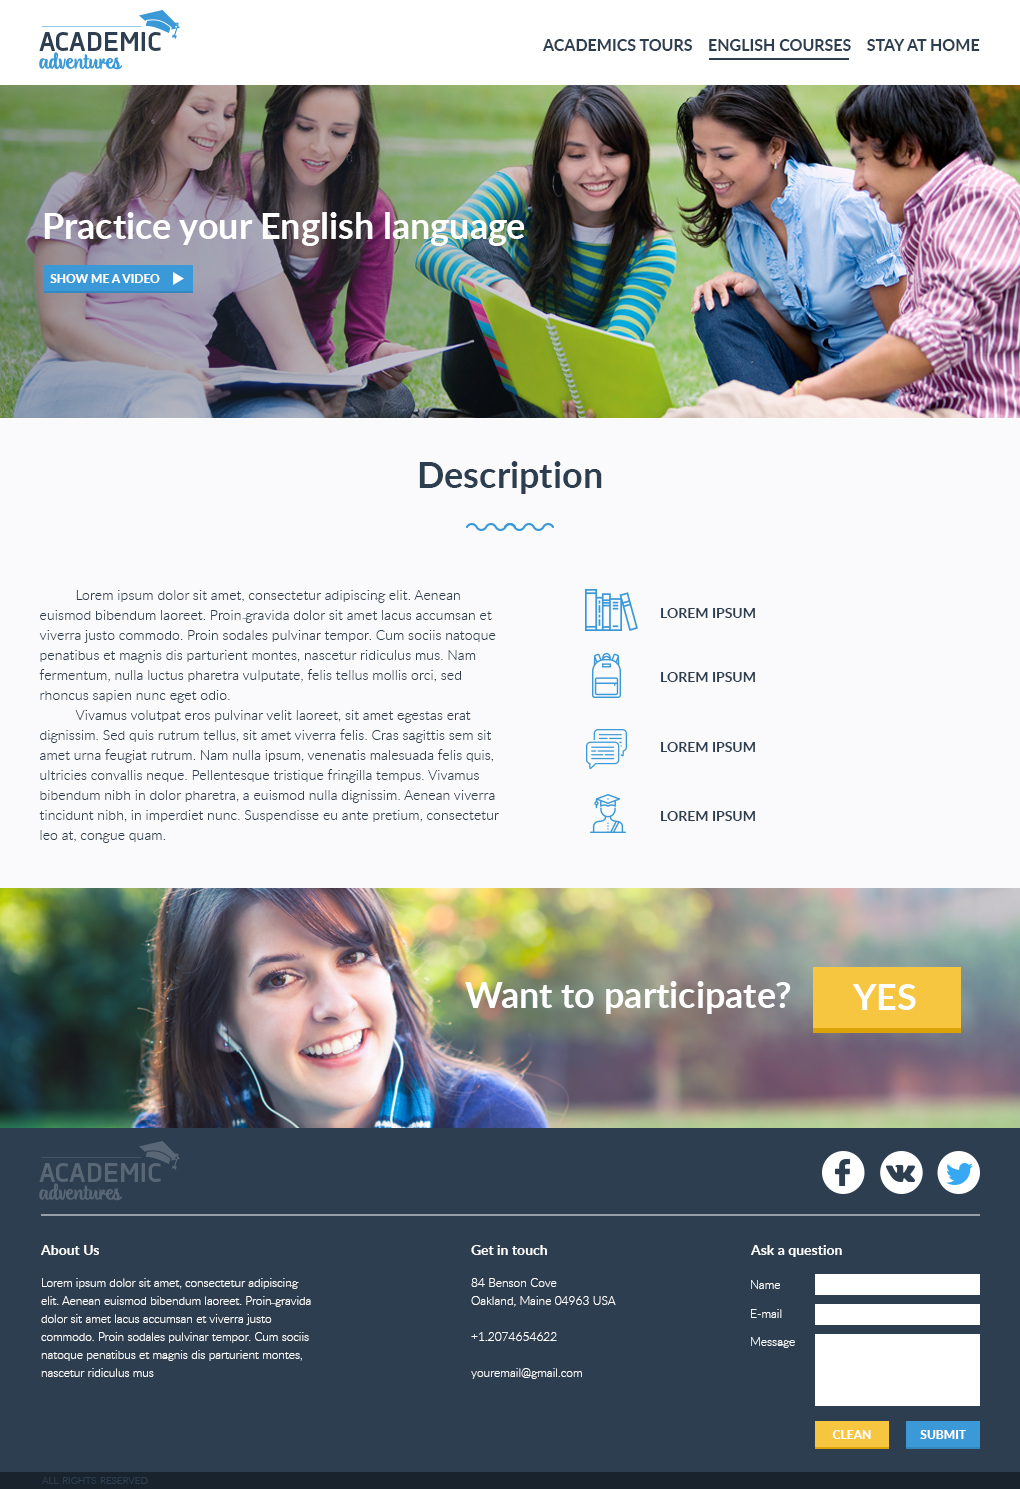 ACADEMIC
adventures
ACADEMICS TOURS ENGLISH COURSES STAY AT HOME
Practice your English language
SHOW ME A VIDEO
Description
Lorem ipsum dolor sit amet, consectetur adipiscing elit. Aenean
euismod bibendum laoreet. Proin gravida dolor sit amet lacus accumsan et
viverra justo commodo. Proin sodales pulvinar tempor. Cum sociis natoque
penatibus et magnis dis parturient montes, nascetur ridiculus mus. Nam
fermentum, nulla luctus pharetra vulputate, felis tellus mollis orci, sed
rhoncus sapien nunc eget odio.
Vivamus volutpat eros pulvinar velit laoreet, sit amet egestas erat
dignissim. Sed quis rutrum tellus, sit amet viverra felis. Cras sagittis sem sit
amet urna feugiat rutrum. Nam nulla ipsum, venenatis malesuada felis quis,
ultricies convallis neque. Pellentesque tristique fringilla tempus. Vivamus
bibendum nibh in dolor pharetra, a euismod nulla dignissim. Aenean viverra
tincidunt nibh, in imperdiet nunc. Suspendisse eu ante pretium, consectetur
leo at, congue quam.
LOREM IPSUM
LOREM IPSUM
LOREM IPSUM
LOREM IPSUM
Want to participate?
YES
ACADEMIC
adventures
About Us
Lorem ipsum dolor sit amet, consectetur adipiscing
elit. Aenean euismod bibendum laoreet. Proin gravida
dolor sit amet lacus accumsan et viverra justo
commodo. Proin sodales pulvinar tempor. Cum sociis
natoque penatibus et magnis dis parturient montes,
nascetur ridiculus mus
Get in touch
84 Benson Cove
Oakland, Maine 04963 USA
+1.2074654622
youremail@gmail.com
Ask a question
Name
E-mail
Message
CLEAN
SUBMIT
ALL RIGHTS RESERVED